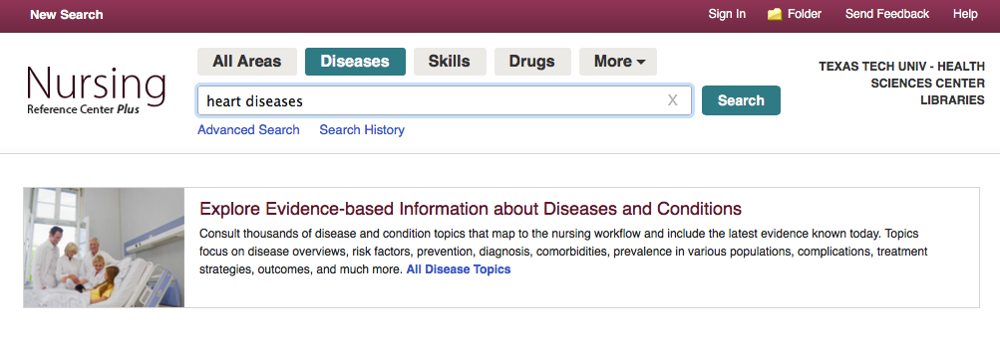 New Search
Sign In Folder Send Feedback Help
Nursing
Reference Center Plus
All Areas Diseases Skills Drugs More
heart diseases X Search
Advanced Search Search History
TEXAS TECH UNIV - HEALTH
SCIENCES CENTER
LIBRARIES
Explore Evidence-based Information about Diseases and Conditions
Consult thousands of disease and condition topics that map to the nursing workflow and include the latest evidence known today. Topics
focus on disease overviews, risk factors, prevention, diagnosis, comorbidities, prevalence in various populations, complications, treatment
strategies, outcomes, and much more. All Disease Topics